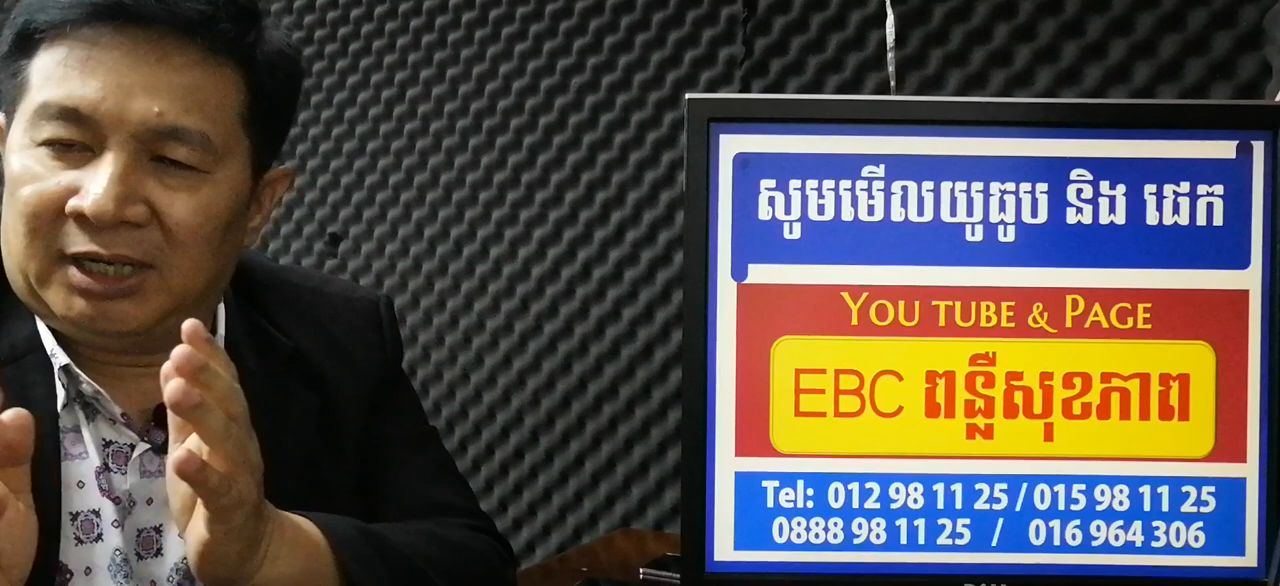 សូមមើលយូធូប និង ផេក
YOU TUBE & PAGE
EBC ពន្លឺសុខភាព
Tel: 012 98 11 25 / 015 98 11 25
0888 98 11 25 / 016 964 306